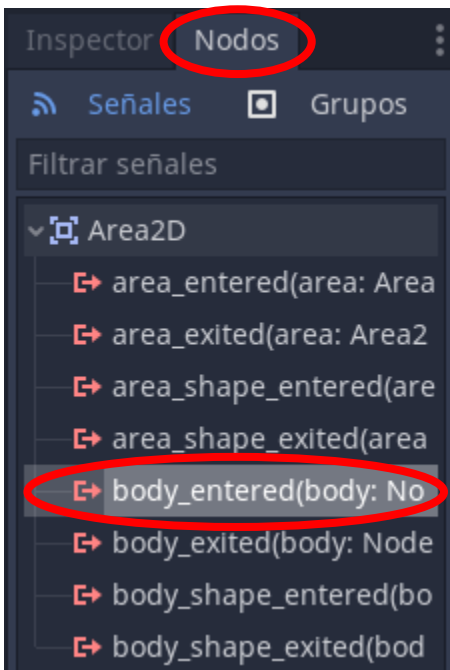 Inspector Nodos
Señales Grupos
Filtrar señales
Area2D
area_entered(area: Area
area_exited(area: Area2
area_shape_entered(are
area_shape_exited(area
body_entered(body: No
body_exited(body: Node
body_shape_entered(bo
body_shape_exited(bod